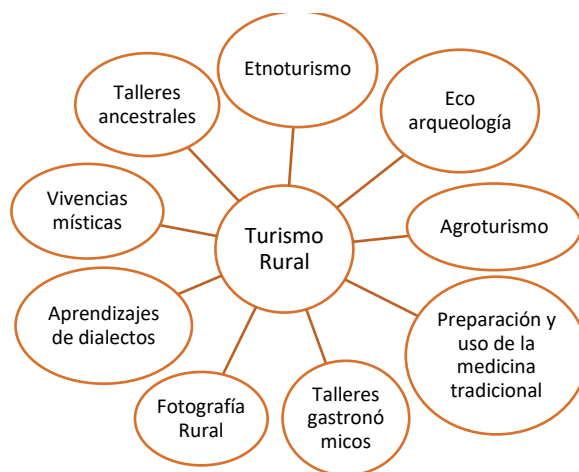 Etnoturismo
Eco
arqueología
Agroturismo
Preparación y
uso de la
medicina
tradicional
Talleres
gastronó
micos
Fotografía
Rural
Aprendizajes
de dialectos
Vivencias
místicas
Talleres
ancestrales
Turismo
Rural